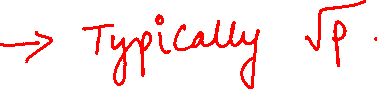 → Typically √p.